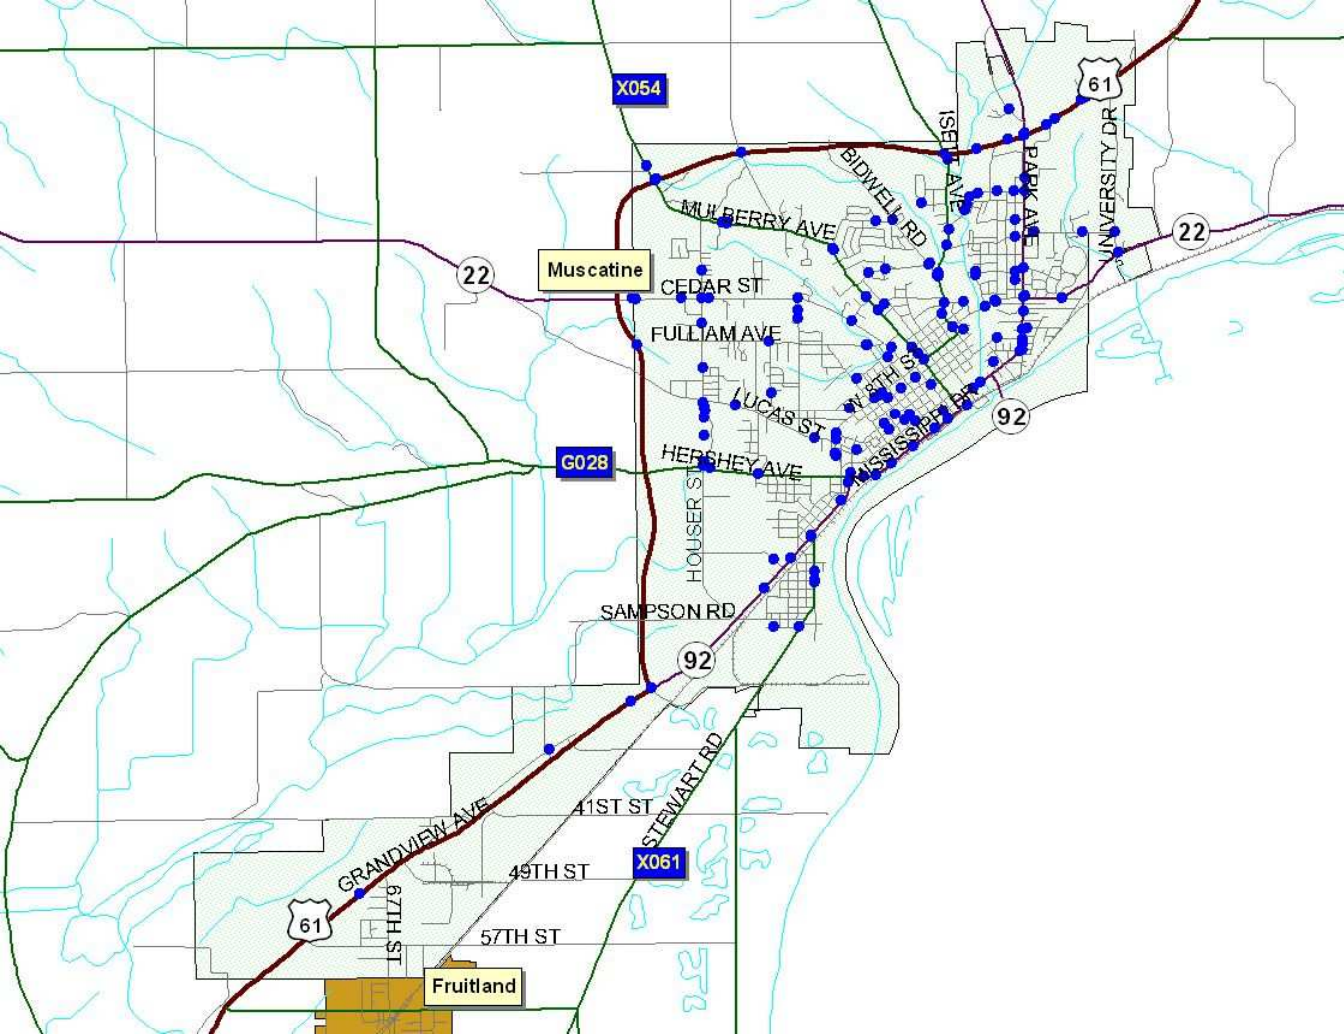 X054
61
ISETT AVE
PARK AVE
UNIVERSITY DR
BIDWELL RD
MULBERRY AVE
22
22
Muscatine
CEDAR ST
FULLIAM AVE
W 8TH ST
LUCAS ST
MISSISSIPPI DR
92
HERSHEY AVE
G028
HOUSER ST
SAMPSON RD
92
STEWART RD
41ST ST
GRANDVIEW AVE
X061
49TH ST
67TH ST
61
57TH ST
Fruitland